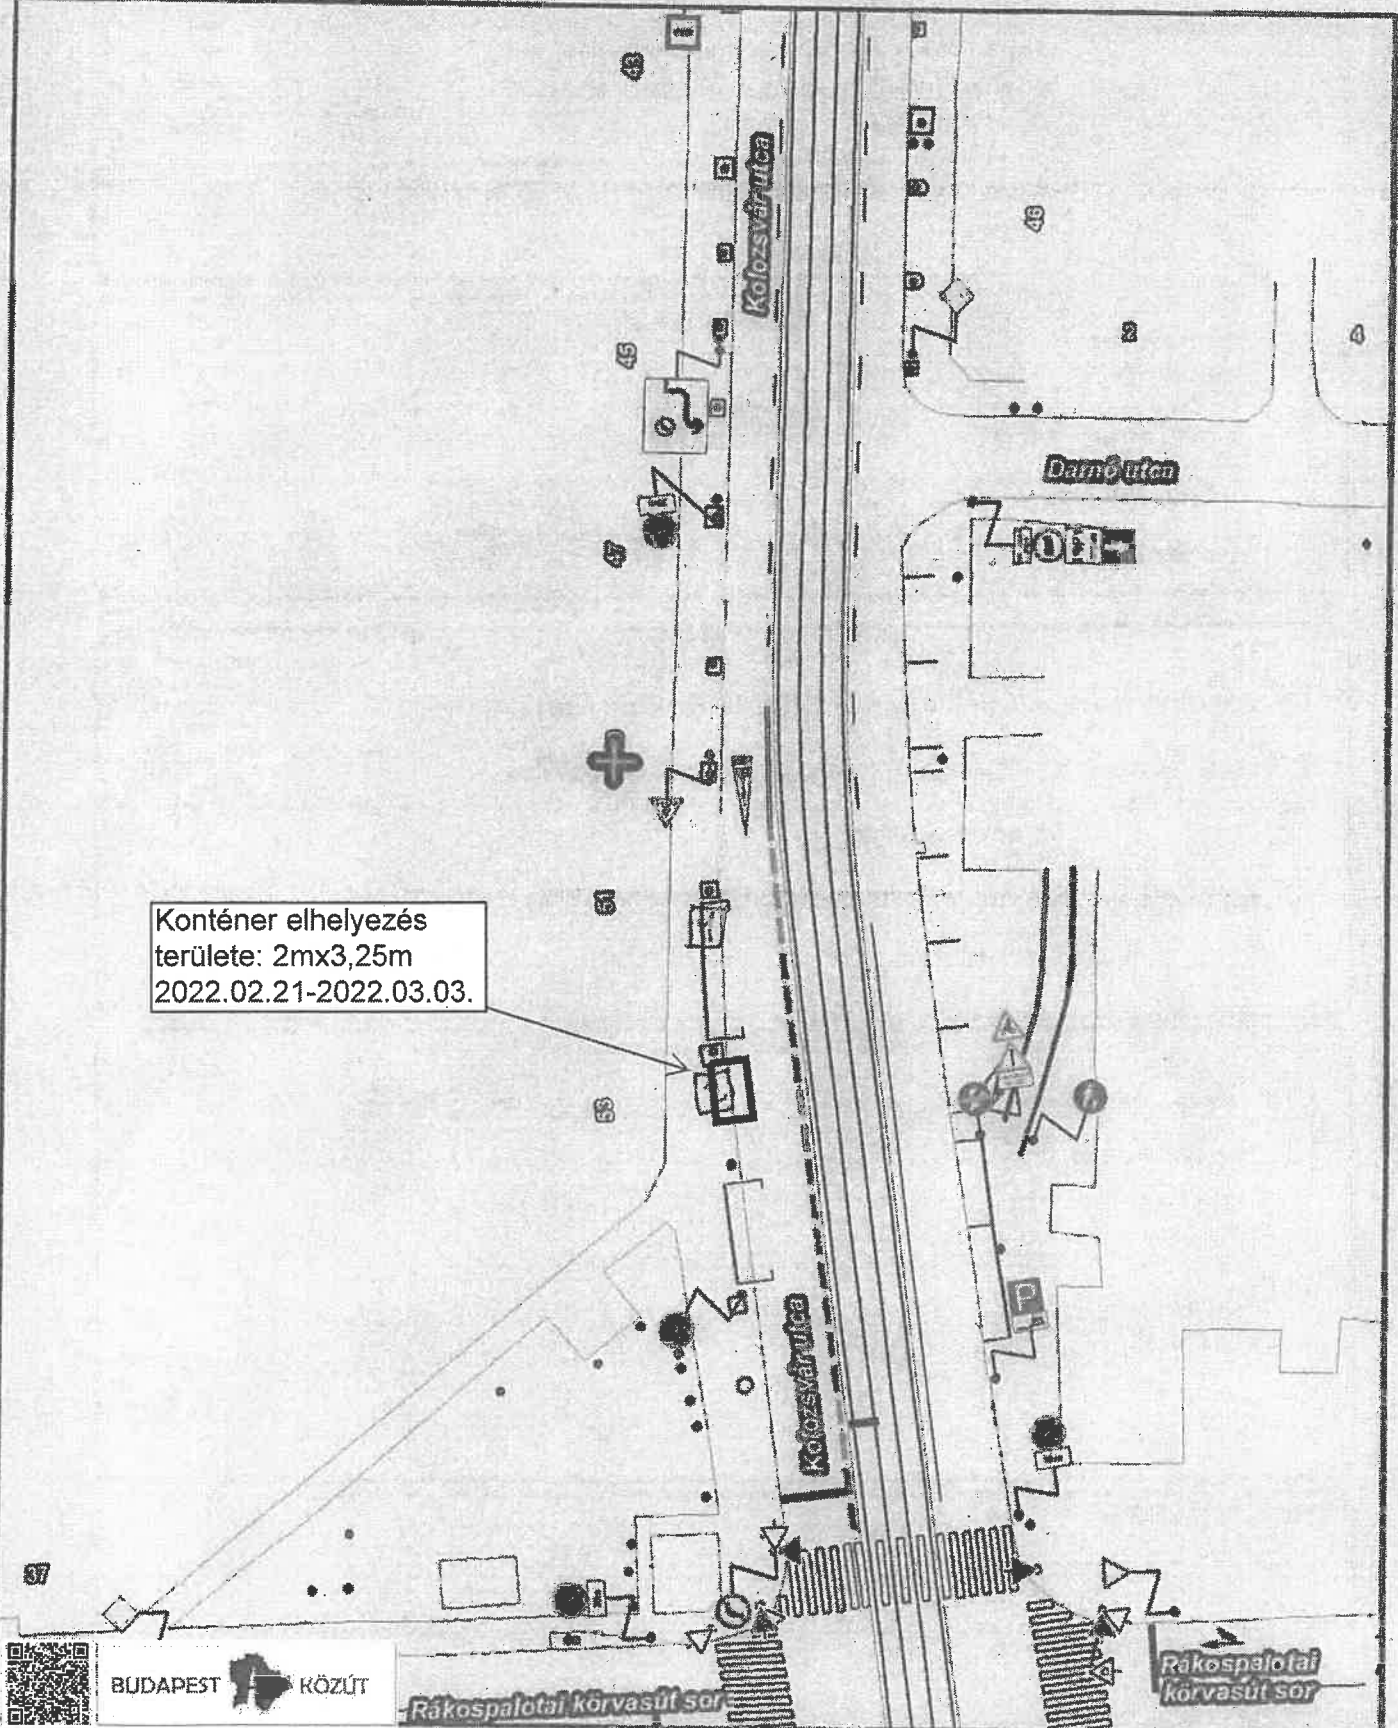 43
Kolozsvár utca
46
45
2
4
Darnó utca
47
51
Konténer elhelyezés
területe: 2mx3,25m
2022.02.21-2022.03.03.
53
P
Kolozsvár utca
37
BUDAPEST KÖZÚT
Rákospalotai körvasút sor
Rákospalotai
körvasút sor